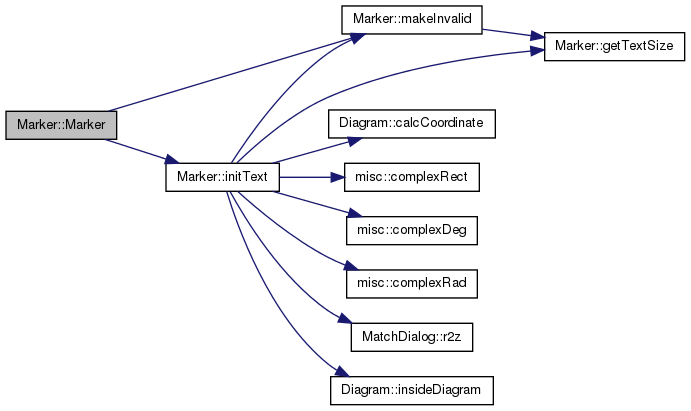 Marker::makeInvalid
Marker::getTextSize
Marker::Marker
Diagram::calcCoordinate
Marker::initText
misc::complexRect
misc::complexDeg
misc::complexRad
MatchDialog::r2z
Diagram::insideDiagram